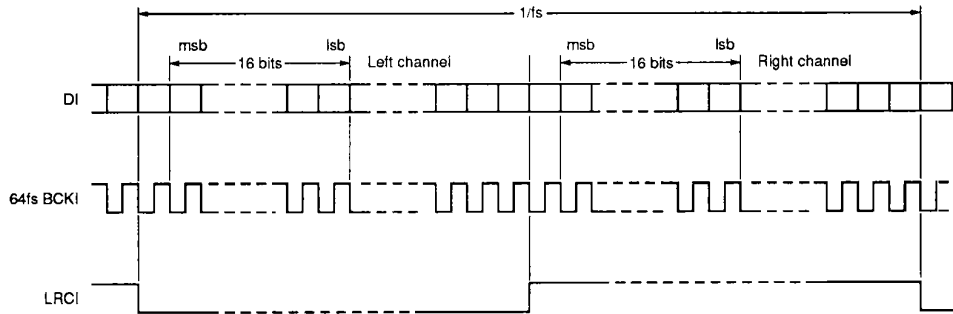 1/fs
msb lsb msb lsb
16 bits Left channel 16 bits Right channel
DI
64fs BCKI
LRCI